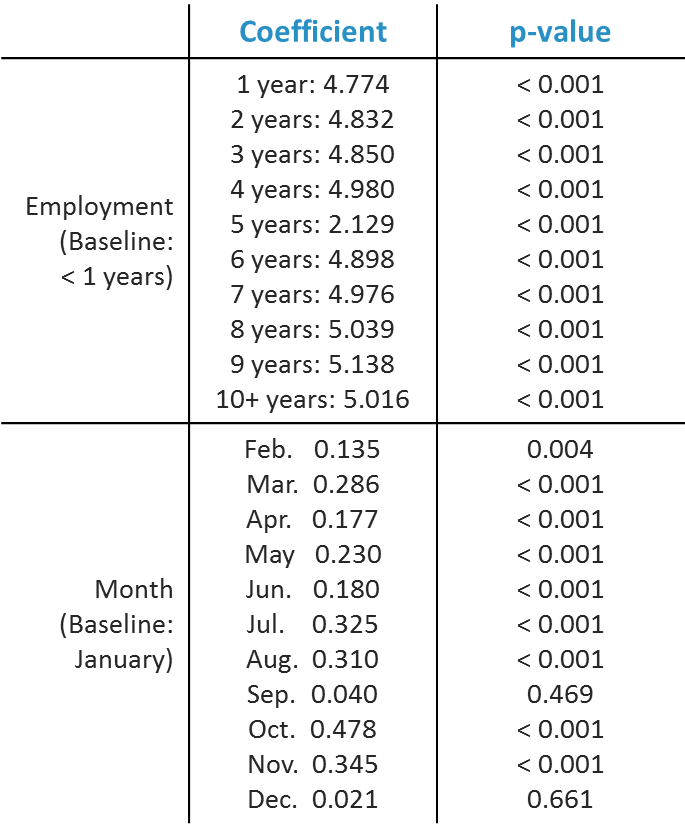 Coefficient p-value
Employment
(Baseline:
< 1 years)
1 year: 4.774 < 0.001
2 years: 4.832 < 0.001
3 years: 4.850 < 0.001
4 years: 4.980 < 0.001
5 years: 2.129 < 0.001
6 years: 4.898 < 0.001
7 years: 4.976 < 0.001
8 years: 5.039 < 0.001
9 years: 5.138 < 0.001
10+ years: 5.016 < 0.001
Month
(Baseline:
January)
Feb. 0.135 0.004
Mar. 0.286 < 0.001
Apr. 0.177 < 0.001
May 0.230 < 0.001
Jun. 0.180 < 0.001
Jul. 0.325 < 0.001
Aug. 0.310 < 0.001
Sep. 0.040 0.469
Oct. 0.478 < 0.001
Nov. 0.345 < 0.001
Dec. 0.021 0.661